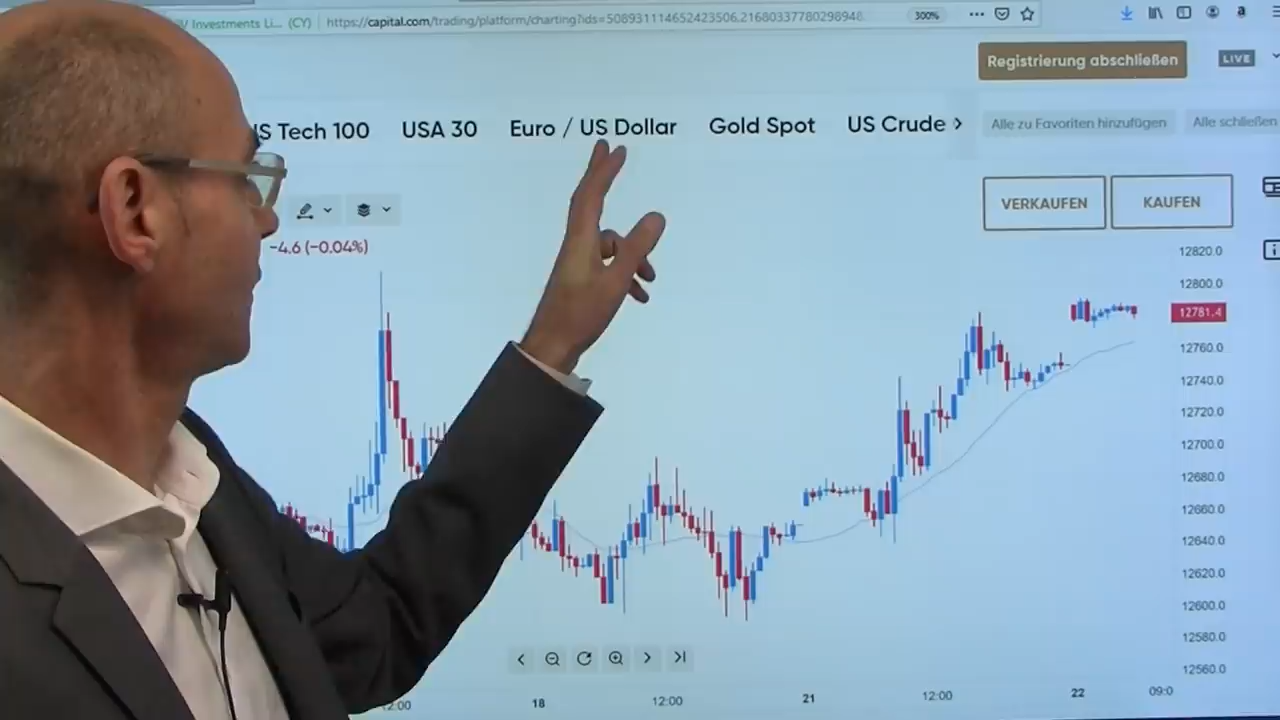 V Investments Li... (CY)
https://capital.com/trading/platform/charting?ids=508931114652423506,21680337780298948
300%
Registrierung abschließen
LIVE
S Tech 100
USA 30
Euro / US Dollar
Gold Spot
US Crude
Alle zu Favoriten hinzufügen
Alle schließen
VERKAUFEN
KAUFEN
−4.6 (−0.04%)
12820.0
12800.0
12781.4
12760.0
12740.0
12720.0
12700.0
12680.0
12660.0
12640.0
12620.0
12600.0
12580.0
12560.0
2:00
18
12:00
21
12:00
22
09:0